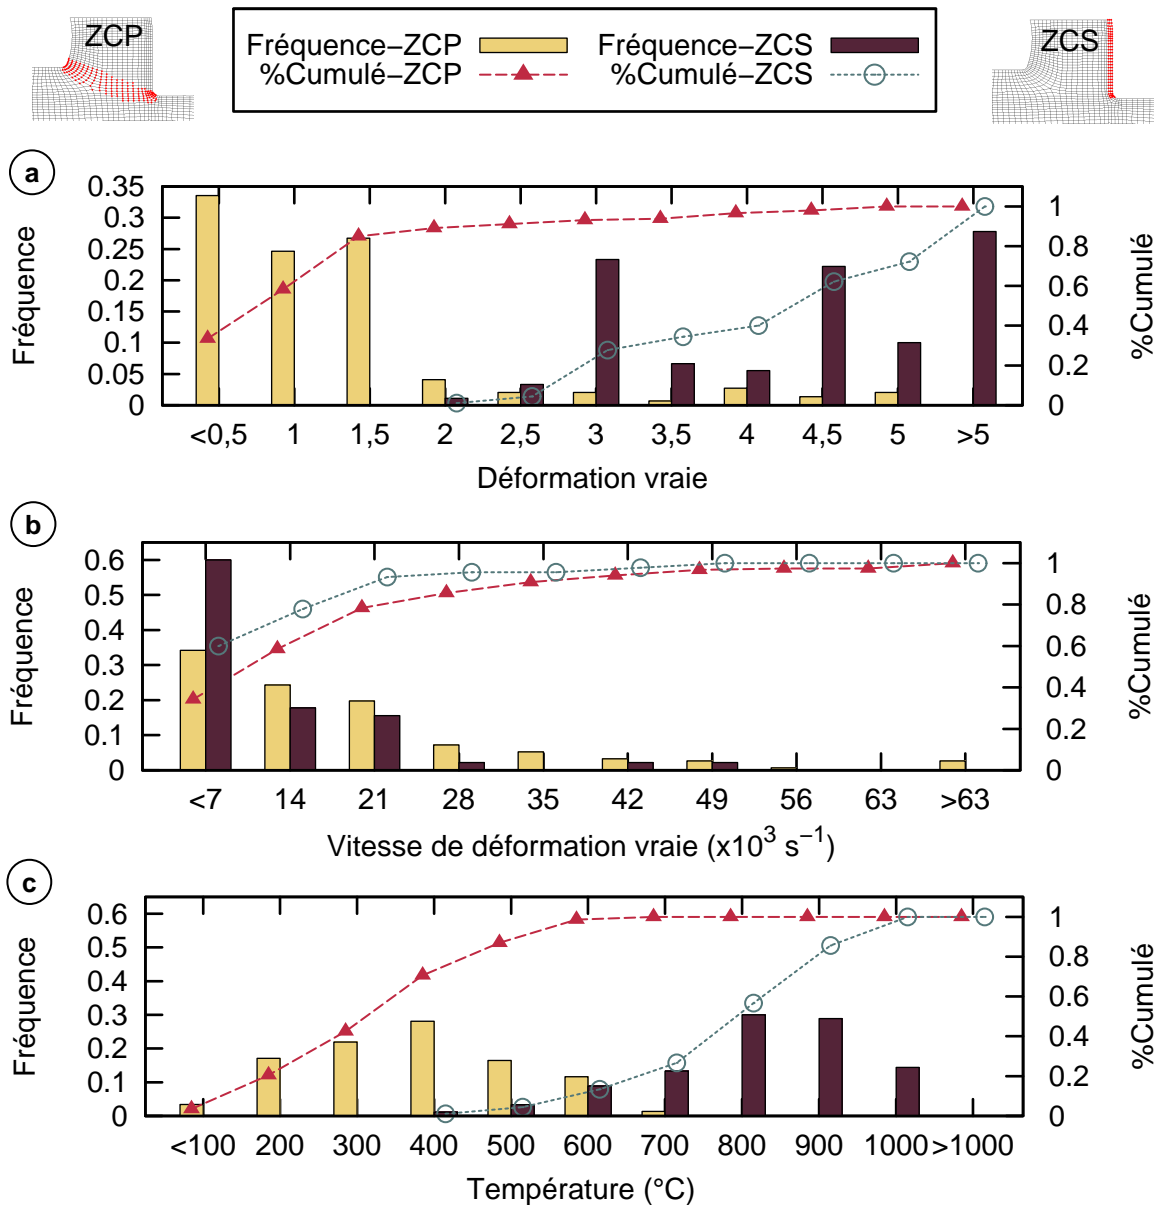 ZCP
Fréquence–ZCP
Fréquence–ZCS
%Cumulé–ZCP
%Cumulé–ZCS
ZCS
a
0.35
0.3
0.25
0.2
0.15
0.1
0.05
0
Fréquence
1
0.8
0.6
0.4
0.2
0
%Cumulé
<0,5 1 1,5 2 2,5 3 3,5 4 4,5 5 >5
Déformation vraie
b
0.6
0.5
0.4
0.3
0.2
0.1
0
Fréquence
1
0.8
0.6
0.4
0.2
0
%Cumulé
<7 14 21 28 35 42 49 56 63 >63
Vitesse de déformation vraie (x10³ s⁻¹)
c
0.6
0.5
0.4
0.3
0.2
0.1
0
Fréquence
1
0.8
0.6
0.4
0.2
0
%Cumulé
<100 200 300 400 500 600 700 800 900 1000 >1000
Température (°C)